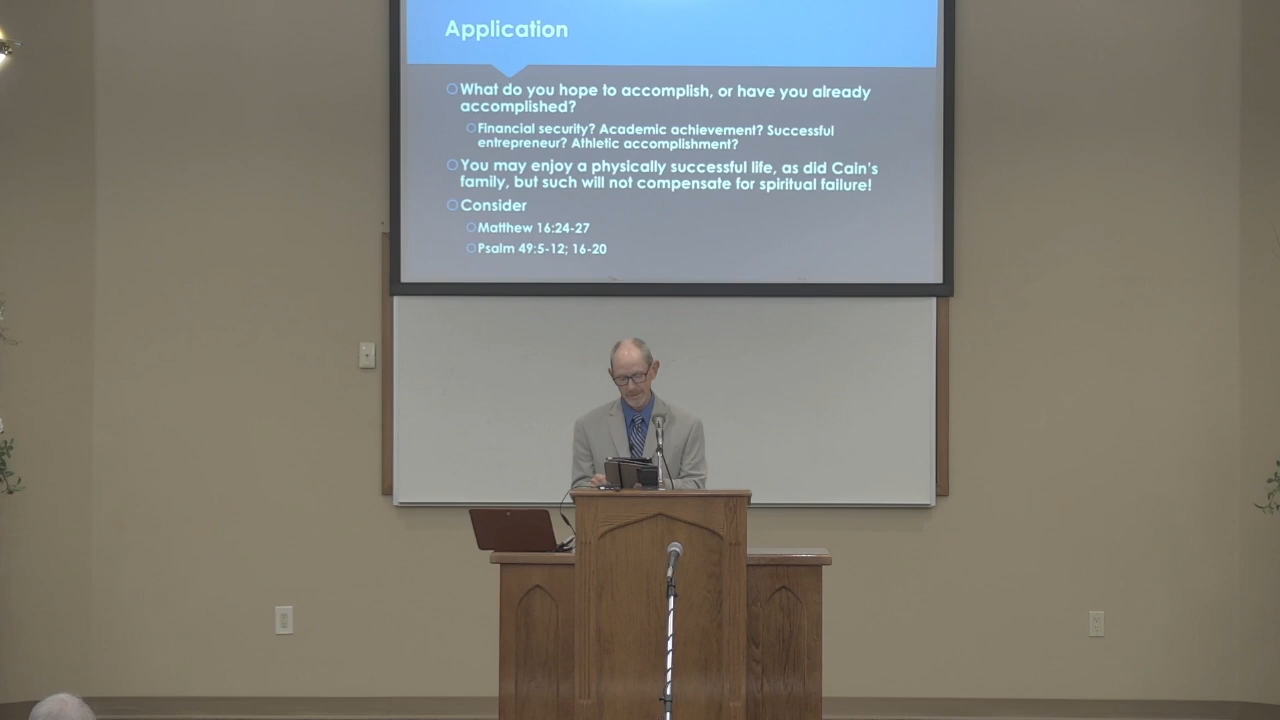 Application
What do you hope to accomplish, or have you already
accomplished?
Financial security? Academic achievement? Successful
entrepreneur? Athletic accomplishment?
You may enjoy a physically successful life, as did Cain's
family, but such will not compensate for spiritual failure!
Consider
Matthew 16:24-27
Psalm 49:5-12; 16-20